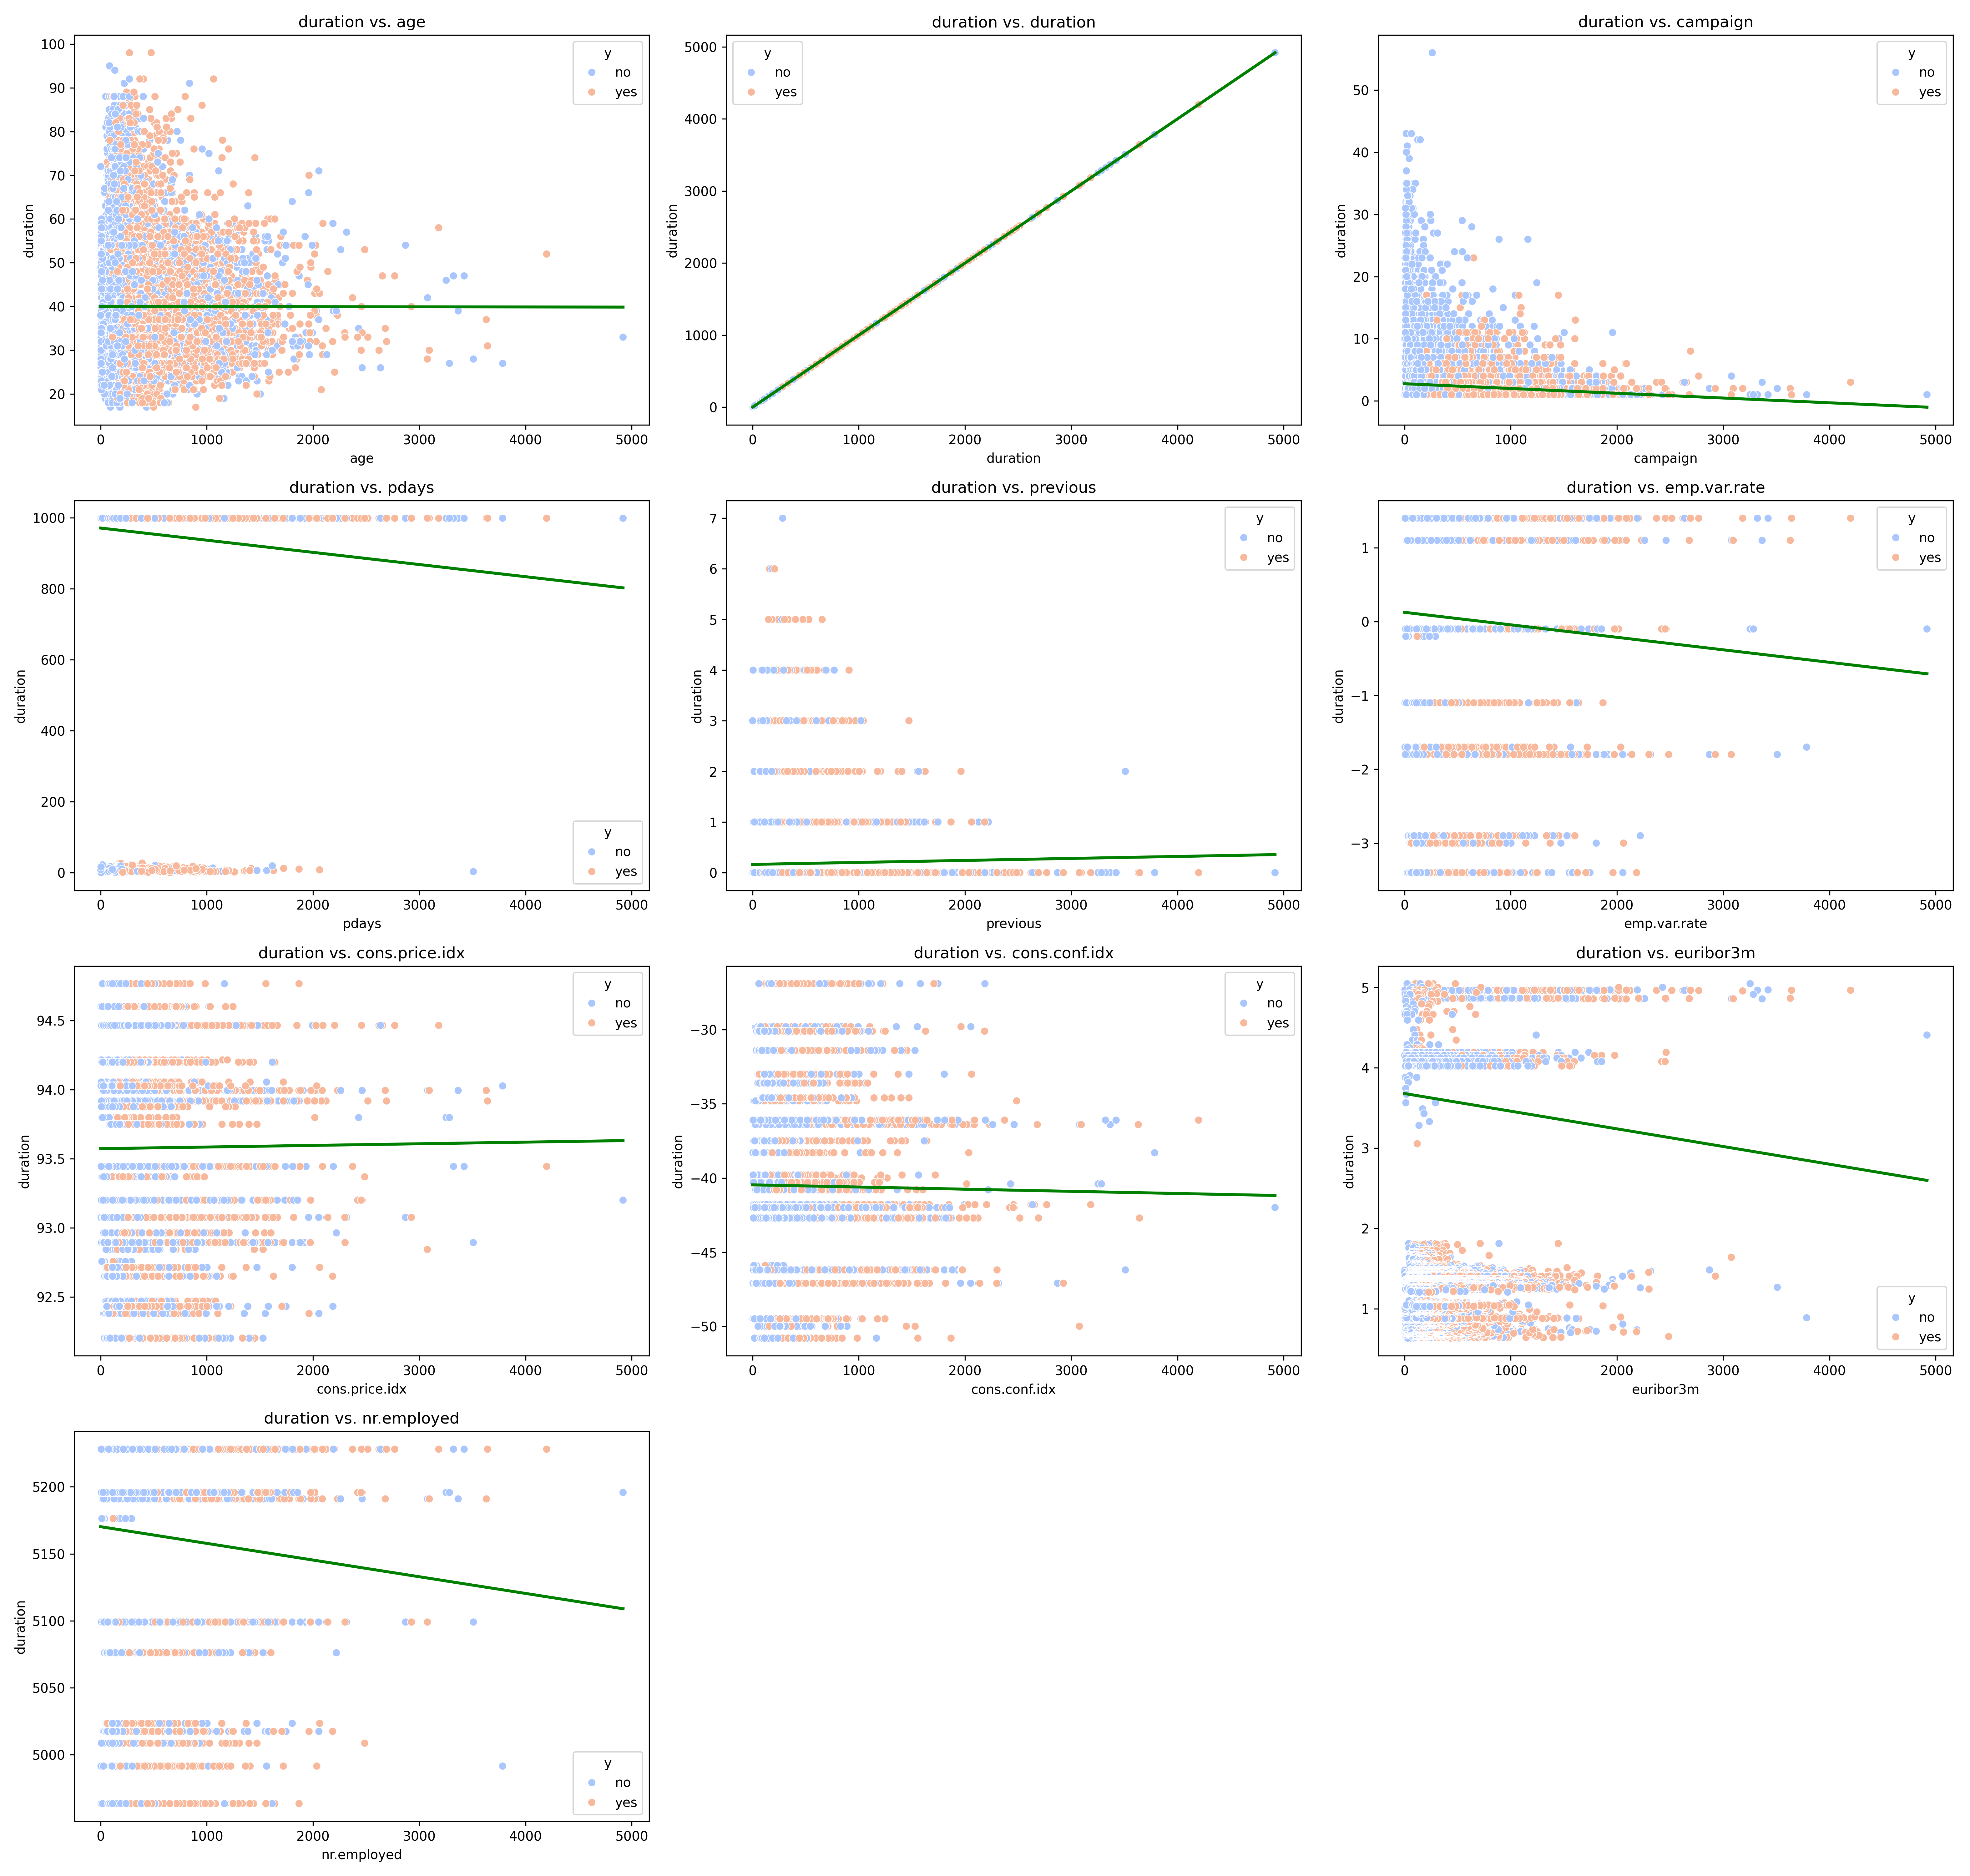 duration vs. age
duration vs. duration
duration vs. campaign
100
90
80
70
60
50
40
30
20
duration
0 1000 2000 3000 4000 5000
age
y
no
yes
5000
4000
3000
2000
1000
0
duration
0 1000 2000 3000 4000 5000
duration
y
no
yes
50
40
30
20
10
0
duration
0 1000 2000 3000 4000 5000
campaign
y
no
yes
duration vs. pdays
duration vs. previous
duration vs. emp.var.rate
1000
800
600
400
200
0
duration
0 1000 2000 3000 4000 5000
pdays
y
no
yes
7
6
5
4
3
2
1
0
duration
0 1000 2000 3000 4000 5000
previous
y
no
yes
1
0
−1
−2
−3
duration
0 1000 2000 3000 4000 5000
emp.var.rate
y
no
yes
duration vs. cons.price.idx
duration vs. cons.conf.idx
duration vs. euribor3m
94.5
94.0
93.5
93.0
92.5
duration
0 1000 2000 3000 4000 5000
cons.price.idx
y
no
yes
−30
−35
−40
−45
−50
duration
0 1000 2000 3000 4000 5000
cons.conf.idx
y
no
yes
5
4
3
2
1
duration
0 1000 2000 3000 4000 5000
euribor3m
y
no
yes
duration vs. nr.employed
5200
5150
5100
5050
5000
duration
0 1000 2000 3000 4000 5000
nr.employed
y
no
yes